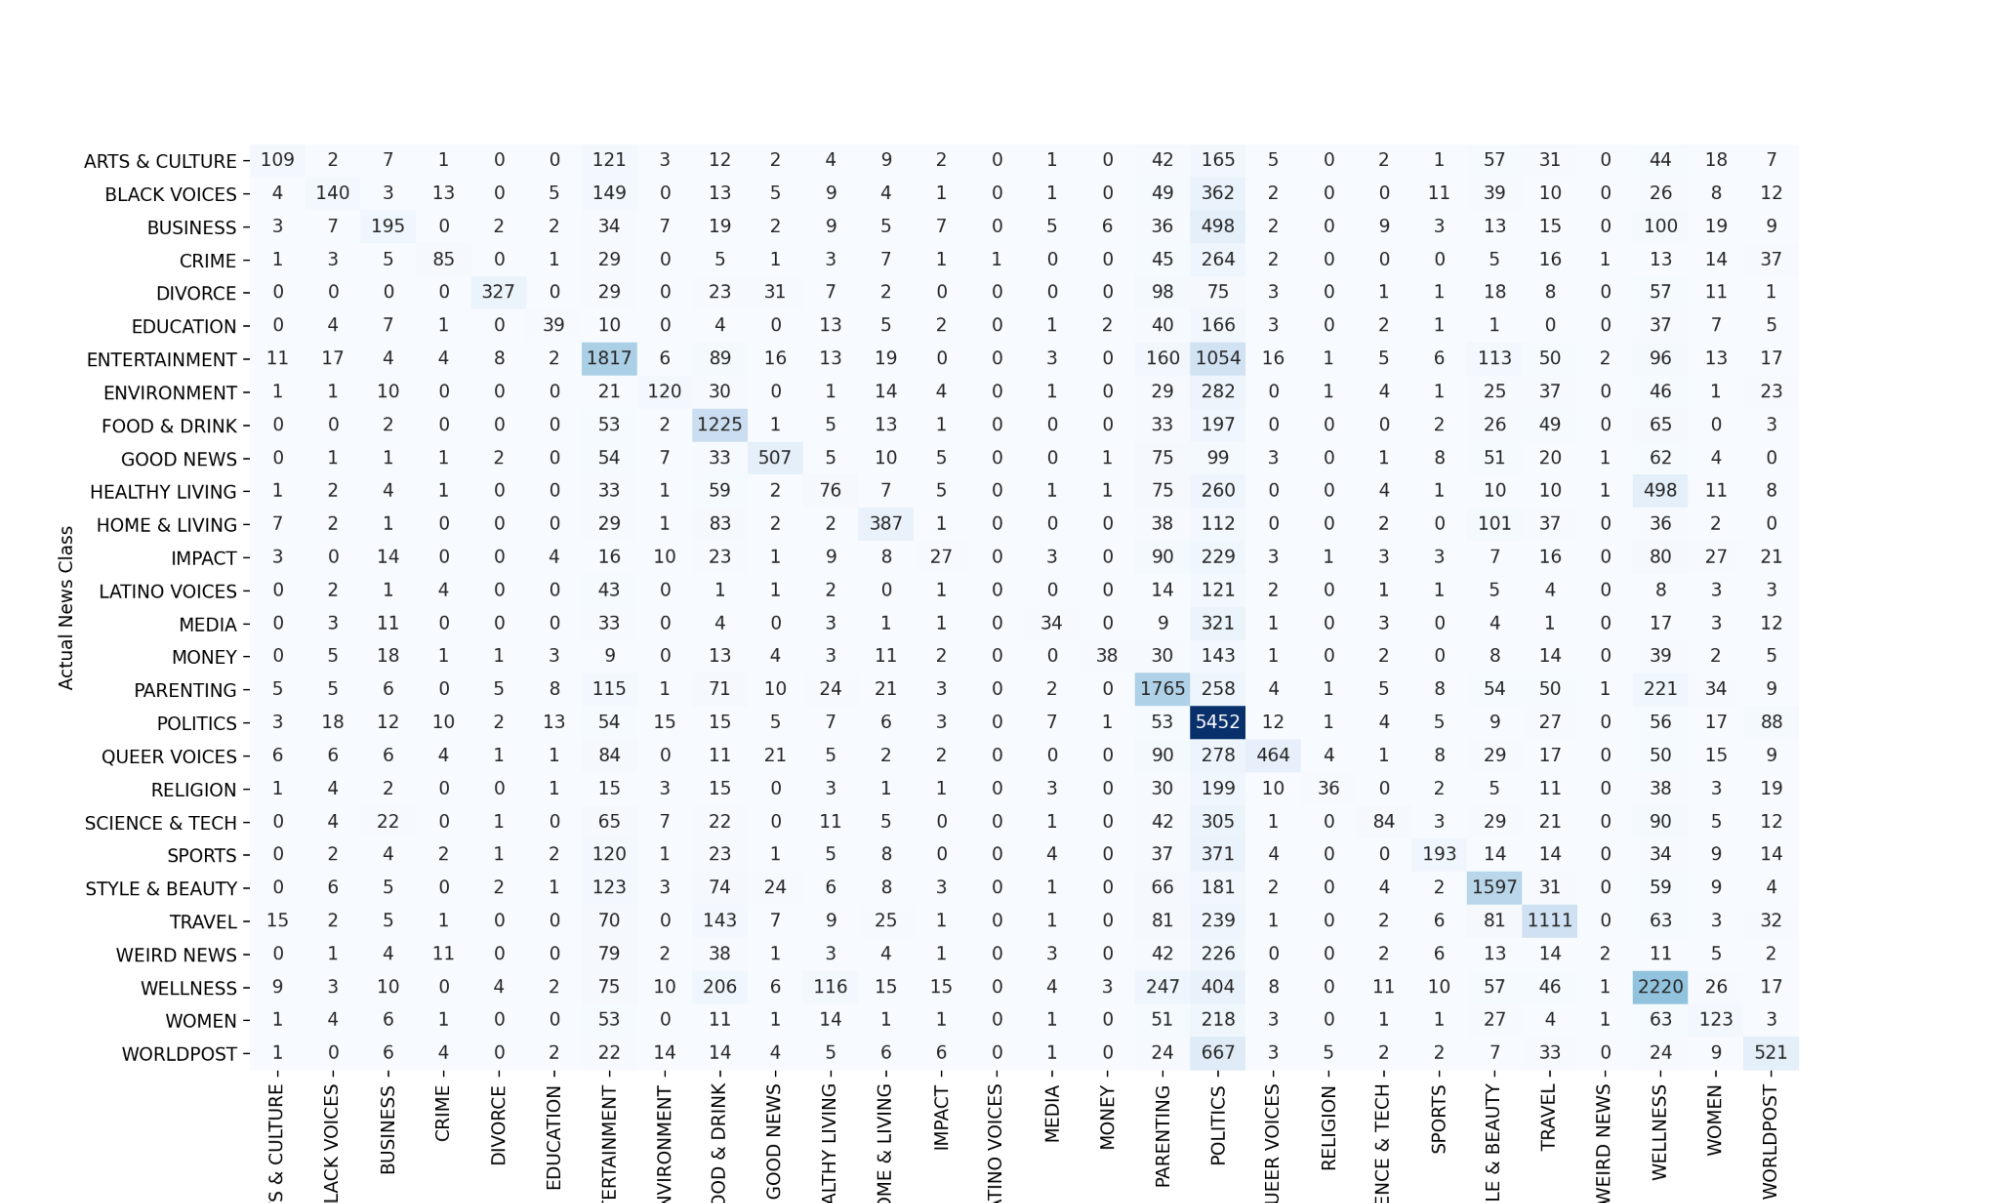 ARTS & CULTURE 109 2 7 1 0 0 121 3 12 2 4 9 2 0 1 0 42 165 5 0 2 1 57 31 0 44 18 7
BLACK VOICES 4 140 3 13 0 5 149 0 13 5 9 4 1 0 1 0 49 362 2 0 0 11 39 10 0 26 8 12
BUSINESS 3 7 195 0 2 2 34 7 19 2 9 5 7 0 5 6 36 498 2 0 9 3 13 15 0 100 19 9
CRIME 1 3 5 85 0 1 29 0 5 1 3 7 1 1 0 0 45 264 2 0 0 0 5 16 1 13 14 37
DIVORCE 0 0 0 0 327 0 29 0 23 31 7 2 0 0 0 0 98 75 3 0 1 1 18 8 0 57 11 1
EDUCATION 0 4 7 1 0 39 10 0 4 0 13 5 2 0 1 2 40 166 3 0 2 1 1 0 0 37 7 5
ENTERTAINMENT 11 17 4 4 8 2 1817 6 89 16 13 19 0 0 3 0 160 1054 16 1 5 6 113 50 2 96 13 17
ENVIRONMENT 1 1 10 0 0 0 21 120 30 0 1 14 4 0 1 0 29 282 0 1 4 1 25 37 0 46 1 23
FOOD & DRINK 0 0 2 0 0 0 53 2 1225 1 5 13 1 0 0 0 33 197 0 0 0 2 26 49 0 65 0 3
GOOD NEWS 0 1 1 1 2 0 54 7 33 507 5 10 5 0 0 1 75 99 3 0 1 8 51 20 1 62 4 0
HEALTHY LIVING 1 2 4 1 0 0 33 1 59 2 76 7 5 0 1 1 75 260 0 0 4 1 10 10 1 498 11 8
HOME & LIVING 7 2 1 0 0 0 29 1 83 2 2 387 1 0 0 0 38 112 0 0 2 0 101 37 0 36 2 0
IMPACT 3 0 14 0 0 4 16 10 23 1 9 8 27 0 3 0 90 229 3 1 3 3 7 16 0 80 27 21
LATINO VOICES 0 2 1 4 0 0 43 0 1 1 2 0 1 0 0 0 14 121 2 0 1 1 5 4 0 8 3 3
MEDIA 0 3 11 0 0 0 33 0 4 0 3 1 1 0 34 0 9 321 1 0 3 0 4 1 0 17 3 12
MONEY 0 5 18 1 1 3 9 0 13 4 3 11 2 0 0 38 30 143 1 0 2 0 8 14 0 39 2 5
PARENTING 5 5 6 0 5 8 115 1 71 10 24 21 3 0 2 0 1765 258 4 1 5 8 54 50 1 221 34 9
POLITICS 3 18 12 10 2 13 54 15 15 5 7 6 3 0 7 1 53 5452 12 1 4 5 9 27 0 56 17 88
QUEER VOICES 6 6 6 4 1 1 84 0 11 21 5 2 2 0 0 0 90 278 464 4 1 8 29 17 0 50 15 9
RELIGION 1 4 2 0 0 1 15 3 15 0 3 1 1 0 3 0 30 199 10 36 0 2 5 11 0 38 3 19
SCIENCE & TECH 0 4 22 0 1 0 65 7 22 0 11 5 0 0 1 0 42 305 1 0 84 3 29 21 0 90 5 12
SPORTS 0 2 4 2 1 2 120 1 23 1 5 8 0 0 4 0 37 371 4 0 0 193 14 14 0 34 9 14
STYLE & BEAUTY 0 6 5 0 2 1 123 3 74 24 6 8 3 0 1 0 66 181 2 0 4 2 1597 31 0 59 9 4
TRAVEL 15 2 5 1 0 0 70 0 143 7 9 25 1 0 0 0 81 239 1 0 2 6 81 1111 0 63 3 32
WEIRD NEWS 0 1 4 11 0 0 79 2 38 1 3 4 1 0 3 0 42 226 0 0 2 6 13 14 2 11 5 2
WELLNESS 9 3 10 0 4 2 75 10 206 6 116 15 15 0 4 3 247 404 8 0 11 10 57 46 1 2220 26 17
WOMEN 1 4 6 1 0 0 53 0 11 1 14 1 1 0 1 0 51 218 3 0 1 1 27 4 1 63 123 3
WORLDPOST 1 0 6 4 0 2 22 14 14 4 5 6 6 0 1 0 24 667 3 5 2 2 7 33 0 24 9 521
Actual News Class
S & CULTURE
LACK VOICES
BUSINESS
CRIME
DIVORCE
EDUCATION
TERTAINMENT
NVIRONMENT
OOD & DRINK
GOOD NEWS
ALTHY LIVING
OME & LIVING
IMPACT
ATINO VOICES
MEDIA
MONEY
PARENTING
POLITICS
UEER VOICES
RELIGION
ENCE & TECH
SPORTS
LE & BEAUTY
TRAVEL
WEIRD NEWS
WELLNESS
WOMEN
WORLDPOST